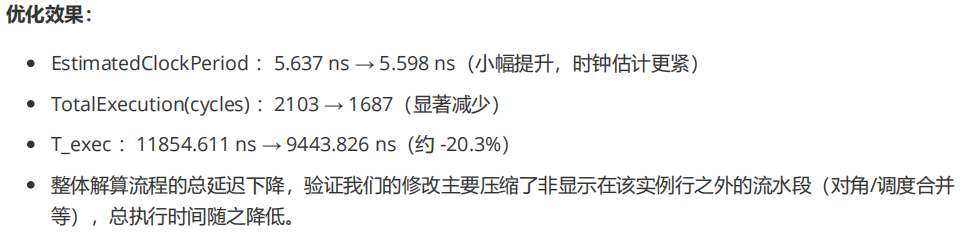 优化效果：
EstimatedClockPeriod ：5.637 ns → 5.598 ns（小幅提升，时钟估计更紧）
TotalExecution(cycles) ：2103 → 1687（显著减少）
T_exec ：11854.611 ns → 9443.826 ns（约 -20.3%）
整体解算流程的总延迟下降，验证我们的修改主要压缩了非显示在该实例行之外的流水段（对角/调度合并
等），总执行时间随之降低。